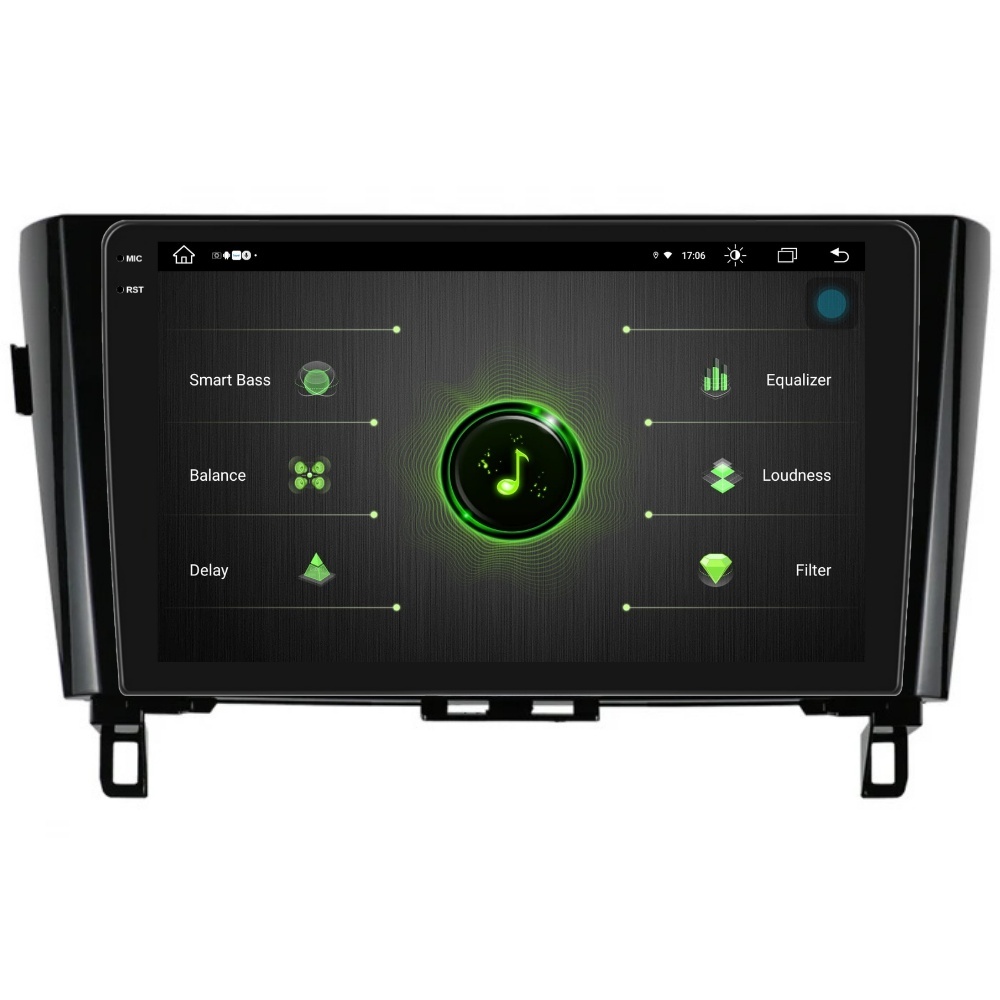 MIC
17:06
RST
Smart Bass
Equalizer
Balance
Loudness
Delay
Filter